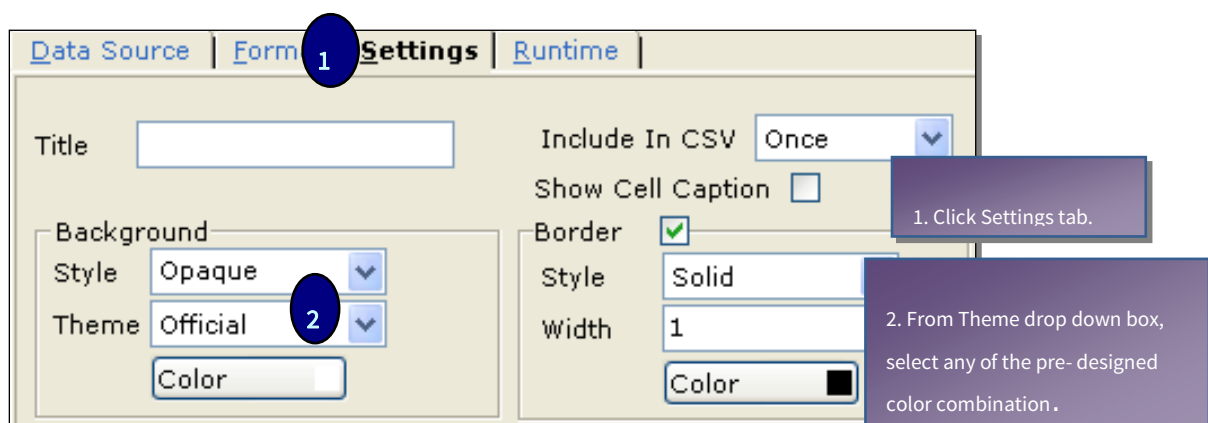 Data Source Form 1 Settings Runtime
Title Include In CSV Once
Show Cell Caption
1. Click Settings tab.
Background Border
Style Opaque Style Solid
Theme Official 2 Width 1
Color Color
2. From Theme drop down box,
select any of the pre- designed
color combination.